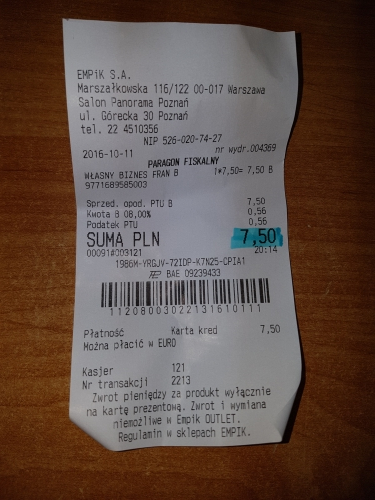 EMPiK S.A.
Marszałkowska 116/122 00-017 Warszawa
Salon Panorama Poznań
ul. Górecka 30 Poznań
tel. 22 4510356
NIP 526-020-74-27
2016-10-11 nr wydr.004369
PARAGON FISKALNY
WŁASNY BIZNES FRAN B 1*7,50= 7,50 B
9771689585003
Sprzed. opod. PTU B 7,50
Kwota B 08,00% 0,56
Podatek PTU 0,56
SUMA PLN 7,50
00091#003121 20:14
1986M-YRGJV-72IDP-K7N25-CPIA1
BAE 09239433
11208003022131610111
Płatność Karta kred 7,50
Można płacić w EURO
Kasjer 121
Nr transakcji 2213
Zwrot pieniędzy za produkt wyłącznie
na kartę prezentową. Zwrot i wymiana
niemożliwe w Empik OUTLET.
Regulamin w sklepach EMPIK.